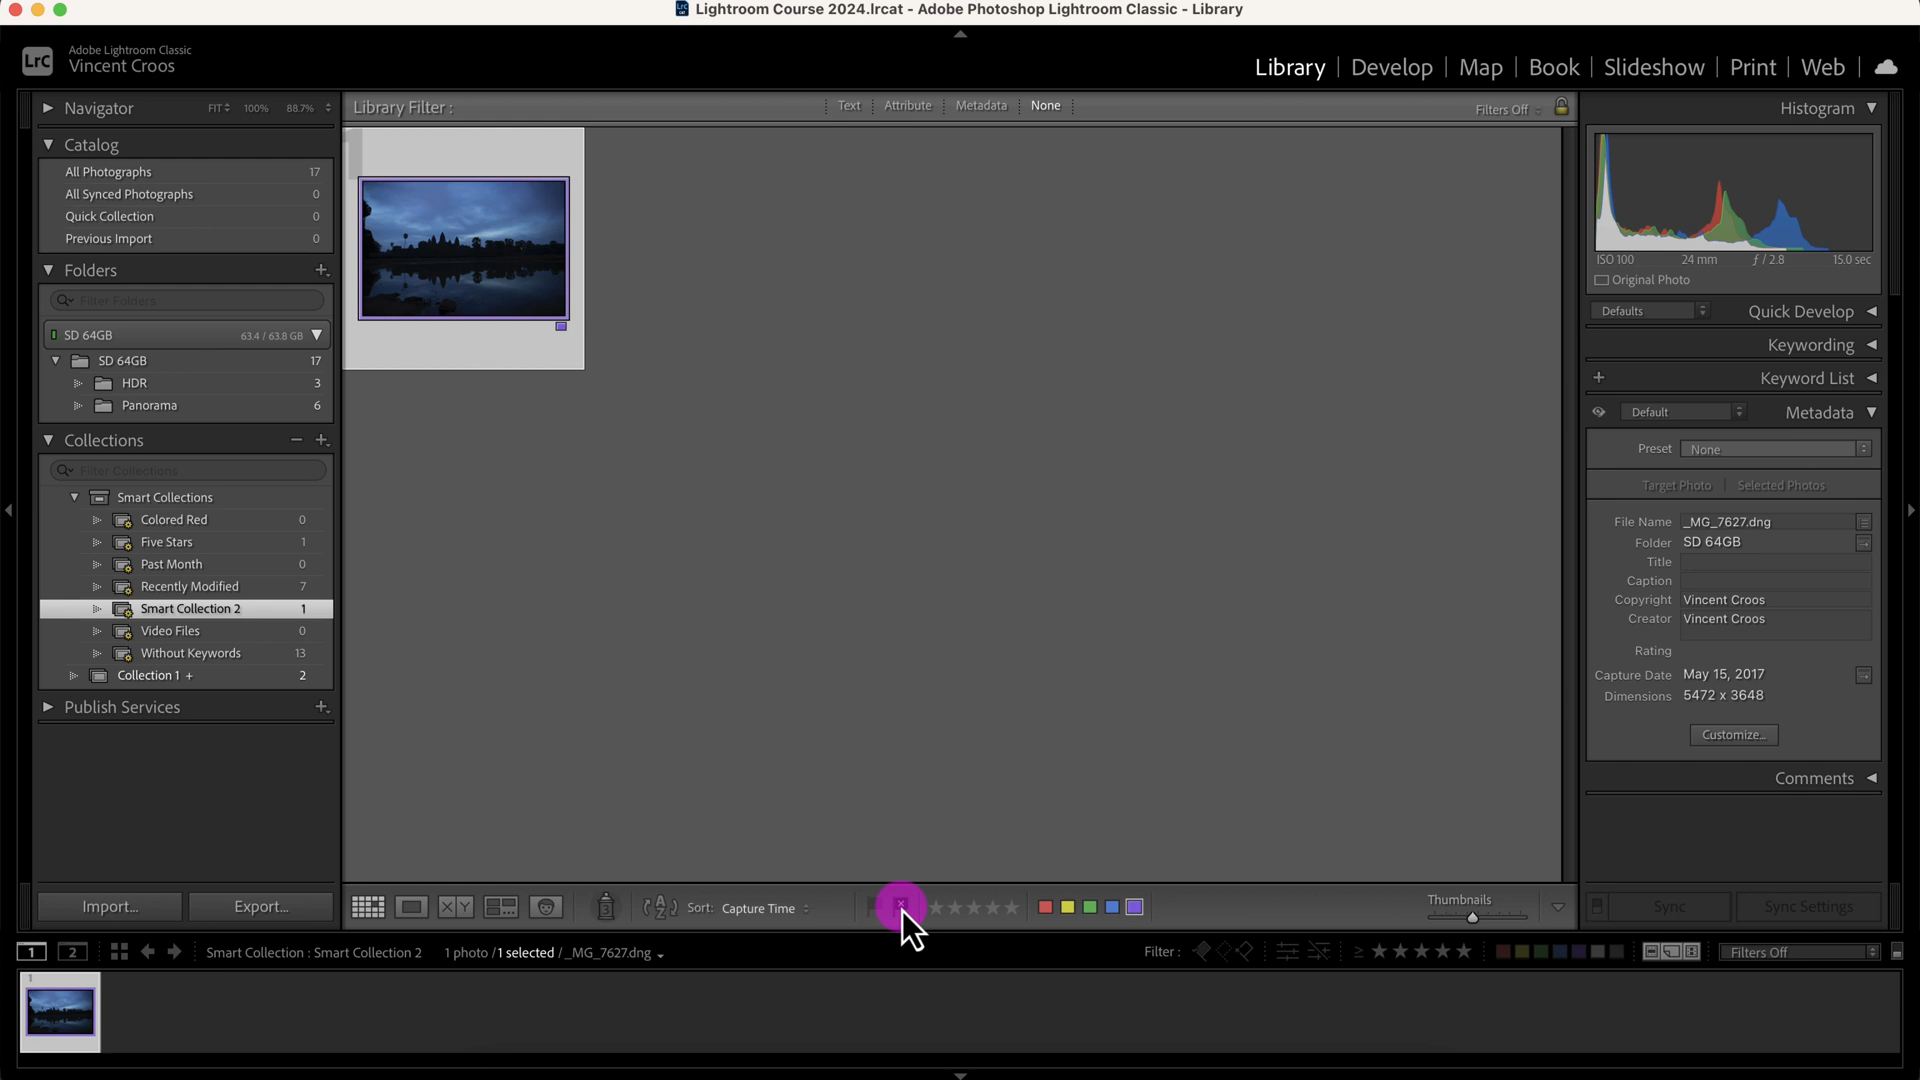 Lightroom Course 2024.lrcat - Adobe Photoshop Lightroom Classic - Library
LrC
Adobe Lightroom Classic
Vincent Croos
Library | Develop | Map | Book | Slideshow | Print | Web
Navigator FIT 100% 88.7%
Catalog
All Photographs 17
All Synced Photographs 0
Quick Collection 0
Previous Import 0
Folders
Filter Folders
SD 64GB 63.4 / 63.8 GB
SD 64GB 17
HDR 3
Panorama 6
Collections
Filter Collections
Smart Collections
Colored Red 0
Five Stars 1
Past Month 0
Recently Modified 7
Smart Collection 2 1
Video Files 0
Without Keywords 13
Collection 1 + 2
Publish Services
Import... Export...
Library Filter : Text Attribute Metadata None Filters Off
Sort: Capture Time
Thumbnails
Histogram
ISO 100 24 mm ƒ / 2.8 15.0 sec
Original Photo
Defaults Quick Develop
Keywording
Keyword List
Default Metadata
Preset None
Target Photo Selected Photos
File Name _MG_7627.dng
Folder SD 64GB
Title
Caption
Copyright Vincent Croos
Creator Vincent Croos
Rating
Capture Date May 15, 2017
Dimensions 5472 x 3648
Customize...
Comments
Sync Sync Settings
1 2 Smart Collection : Smart Collection 2 1 photo / 1 selected / _MG_7627.dng Filter : Filters Off
1